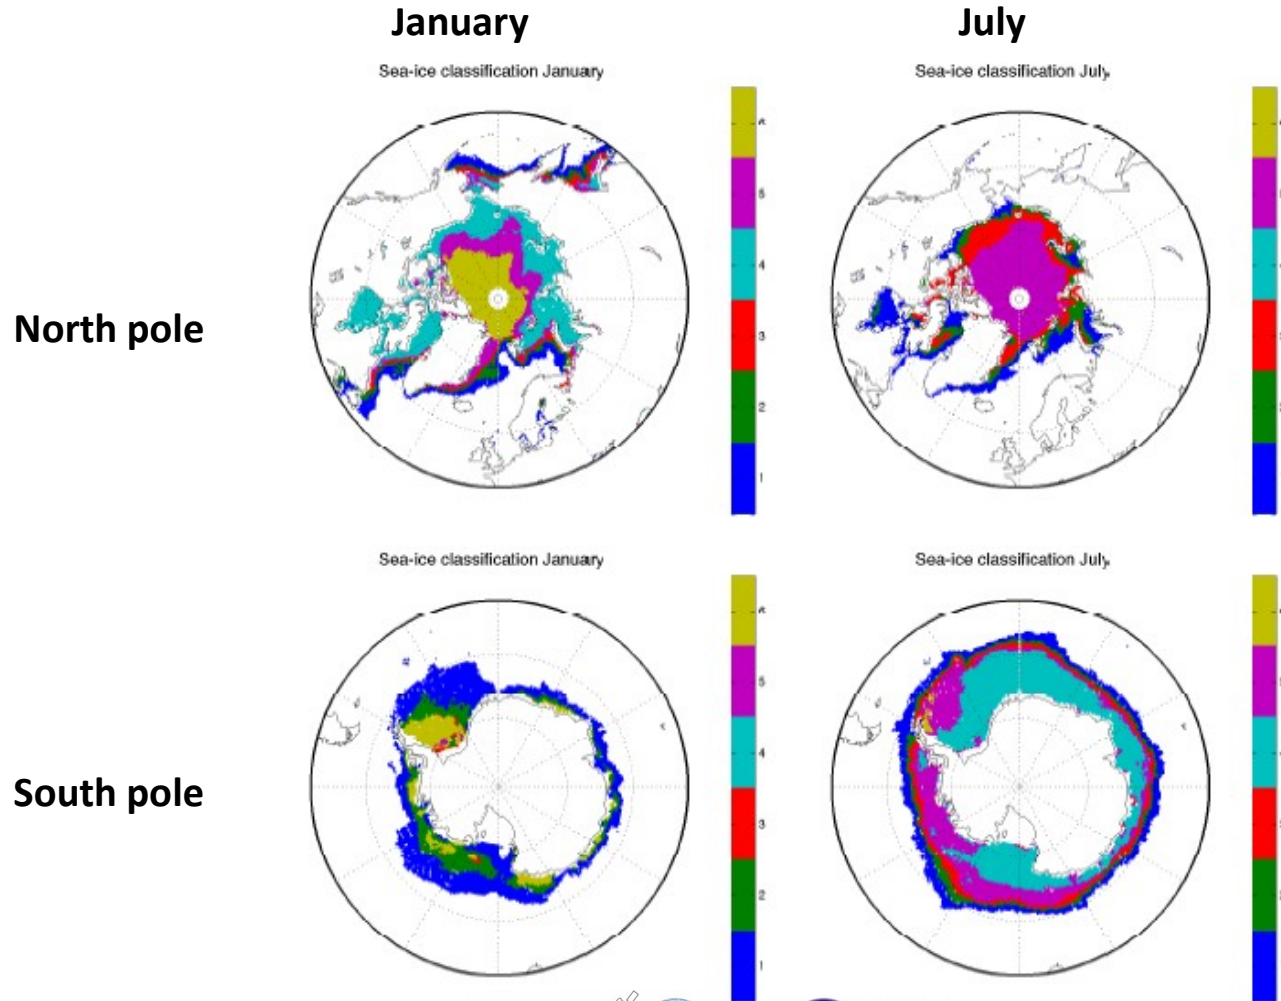 January
July
Sea-ice classification January
Sea-ice classification July
5
4
3
2
1
North pole
Sea-ice classification January
Sea-ice classification July
5
4
3
2
1
South pole